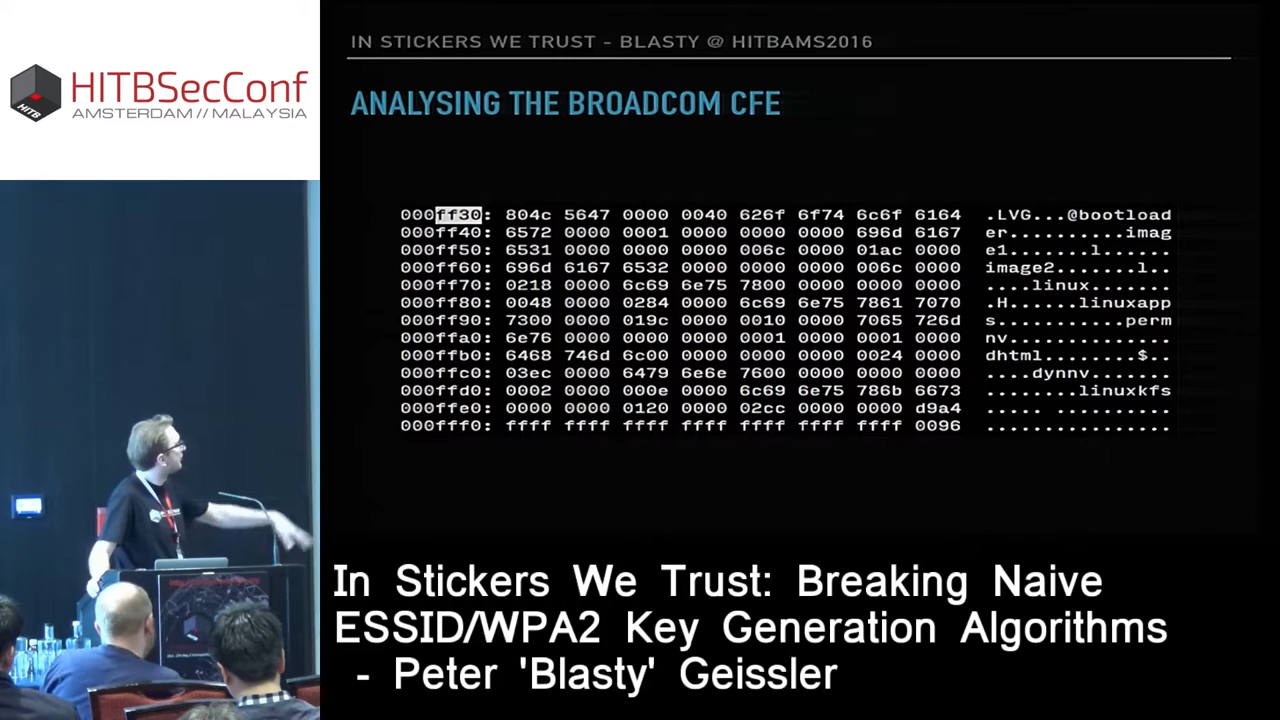 HITBSecConf
AMSTERDAM // MALAYSIA
HITB
IN STICKERS WE TRUST - BLASTY @ HITBAMS2016
ANALYSING THE BROADCOM CFE
000ff30: 804c 5647 0000 0040 626f 6f74 6c6f 6164 .LVG...@bootload
000ff40: 6572 0000 0001 0000 0000 0000 696d 6167 er..........imag
000ff50: 6531 0000 0000 0000 006c 0000 01ac 0000 e1.......l......
000ff60: 696d 6167 6532 0000 0000 0000 006c 0000 image2.......l..
000ff70: 0218 0000 6c69 6e75 7800 0000 0000 0000 ....linux.......
000ff80: 0048 0000 0284 0000 6c69 6e75 7861 7070 .H......linuxapp
000ff90: 7300 0000 019c 0000 0010 0000 7065 726d s...........perm
000ffa0: 6e76 0000 0000 0000 0001 0000 0001 0000 nv..............
000ffb0: 6468 746d 6c00 0000 0000 0000 0024 0000 dhtml........$..
000ffc0: 03ec 0000 6479 6e6e 7600 0000 0000 0000 ....dynnv.......
000ffd0: 0002 0000 000e 0000 6c69 6e75 786b 6673 ........linuxkfs
000ffe0: 0000 0000 0120 0000 02cc 0000 0000 d9a4 ..... ..........
000fff0: ffff ffff ffff ffff ffff ffff ffff 0096 ................
In Stickers We Trust: Breaking Naive
ESSID/WPA2 Key Generation Algorithms
- Peter 'Blasty' Geissler